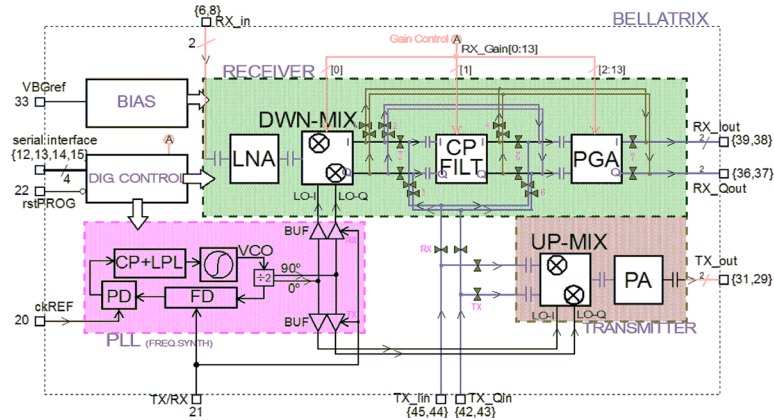 {6,8}
RX_in
BELLATRIX
2
Gain Control A
RX_Gain[0:13]
VBGref
33
BIAS
RECEIVER
[0]
[1]
[2:13]
DWN-MIX
LNA
I
Q
CP
FILT
I
Q
I
PGA
Q
RX_Iout
2
{39,38}
2
{36,37}
RX_Qout
serial interface
{12,13,14,15}
4
A
DIG. CONTROL
22
rstPROG
LO-I
LO-Q
BUF
RX
RX
UP-MIX
TX_out
CP+LPL
VCO
÷2
90º
0º
PD
FD
PA
2
{31,29}
ckREF
20
BUF
TX
TX
LO-I
LO-Q
TRANSMITTER
PLL (FREQ.SYNTH)
TX/RX
21
TX_Iin
{45,44}
TX_Qin
{42,43}